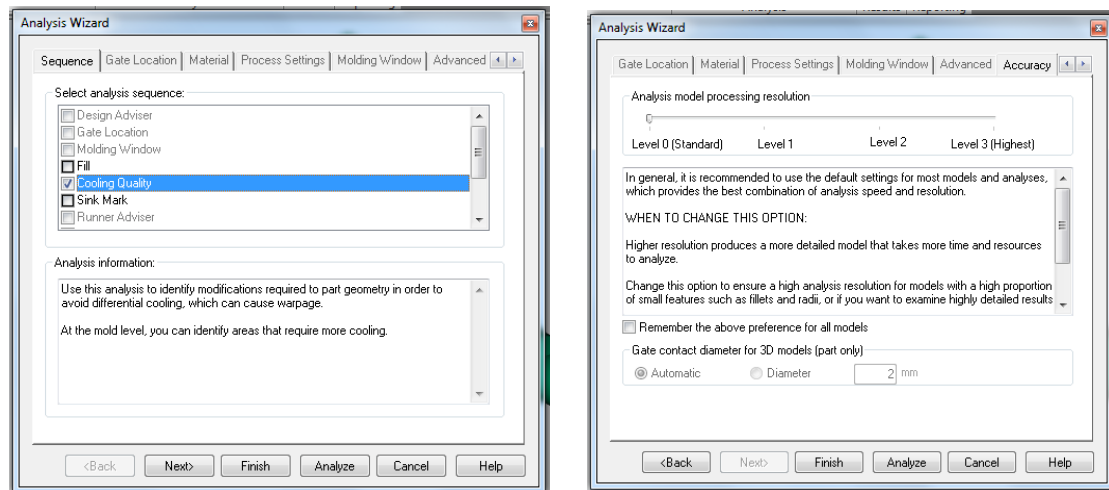 Analysis Wizard
Sequence Gate Location Material Process Settings Molding Window Advanced
Select analysis sequence:
Design Adviser
Gate Location
Molding Window
Fill
Cooling Quality
Sink Mark
Runner Adviser
Analysis information:
Use this analysis to identify modifications required to part geometry in order to
avoid differential cooling, which can cause warpage.
At the mold level, you can identify areas that require more cooling.
<Back Next> Finish Analyze Cancel Help
Analysis Wizard
Gate Location Material Process Settings Molding Window Advanced Accuracy
Analysis model processing resolution
Level 0 (Standard) Level 1 Level 2 Level 3 (Highest)
In general, it is recommended to use the default settings for most models and analyses,
which provides the best combination of analysis speed and resolution.
WHEN TO CHANGE THIS OPTION:
Higher resolution produces a more detailed model that takes more time and resources
to analyze.
Change this option to ensure a high analysis resolution for models with a high proportion
of small features such as fillets and radii, or if you want to examine highly detailed results
Remember the above preference for all models
Gate contact diameter for 3D models (part only)
Automatic Diameter 2 mm
<Back Next> Finish Analyze Cancel Help